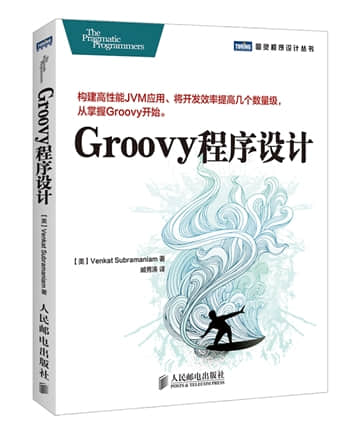 The
Pragmatic
Programmers
TURING
图灵程序设计丛书
构建高性能JVM应用、将开发效率提高几个数量级，
从掌握Groovy开始。
Groovy程序设计
【美】Venkat Subramaniam 著
臧秀涛 译
人民邮电出版社
POSTS & TELECOM PRESS
The
Pragmatic
Programmers
Groovy程序设计
【美】Venkat Subramaniam 著
人民邮电出版社